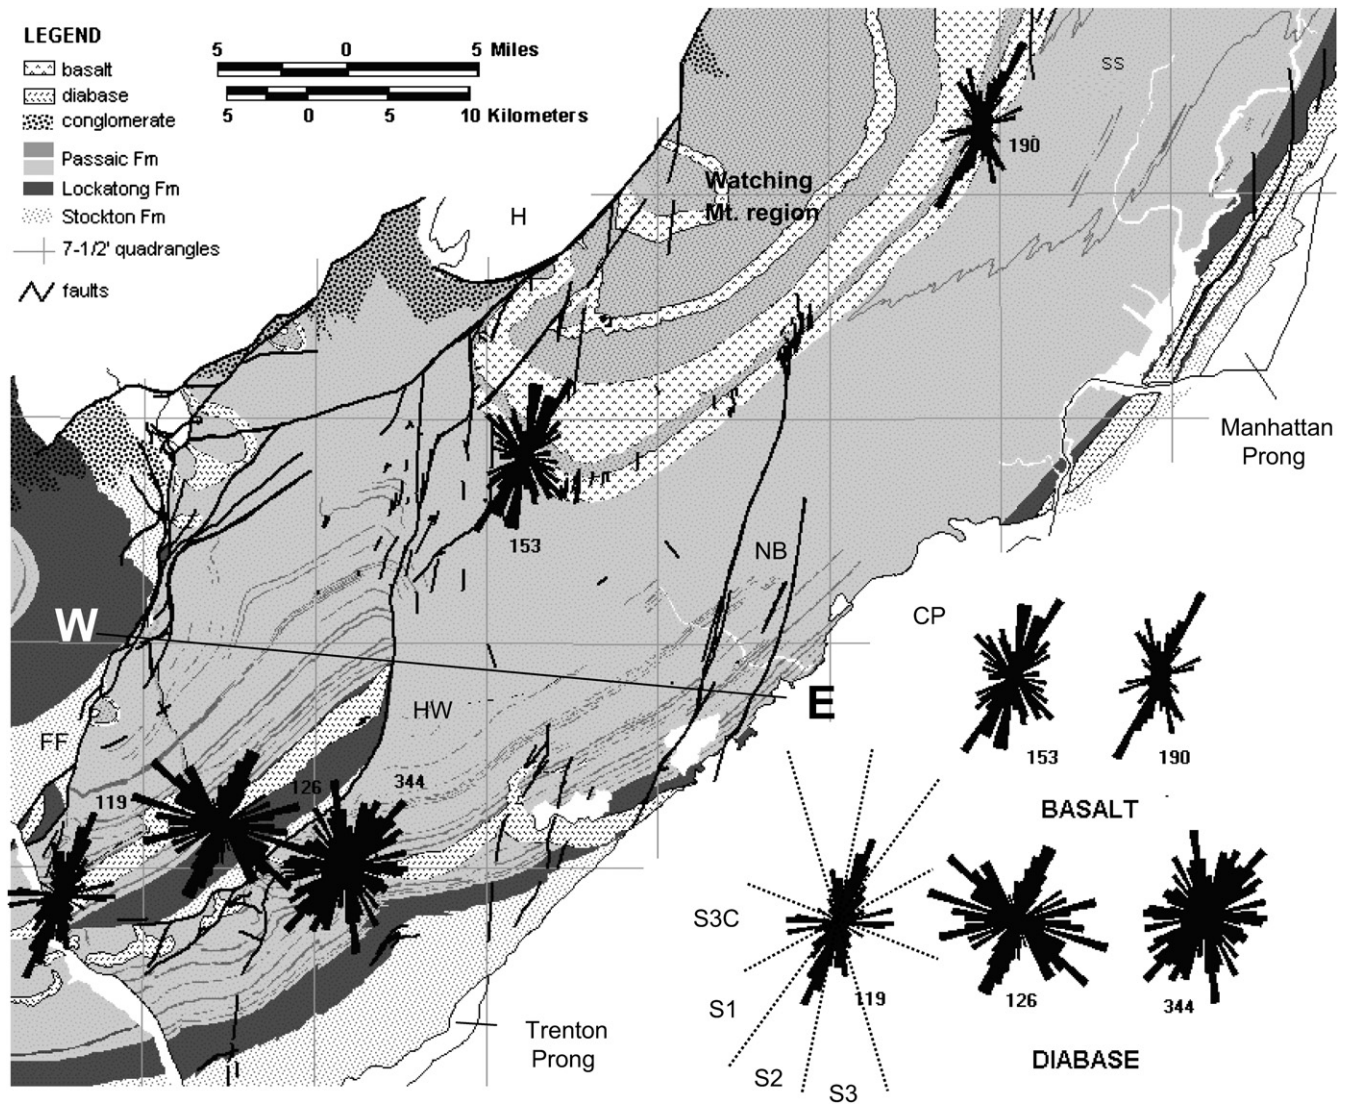 LEGEND
basalt
diabase
conglomerate
Passaic Fm
Lockatong Fm
Stockton Fm
7-1/2' quadrangles
faults
5 0 5 Miles
5 0 5 10 Kilometers
H
Watching
Mt. region
SS
190
153
Manhattan
Prong
NB
CP
W
E
HW
FF
119
126
344
153
190
BASALT
S3C
S1
S2
S3
119
126
344
DIABASE
Trenton
Prong